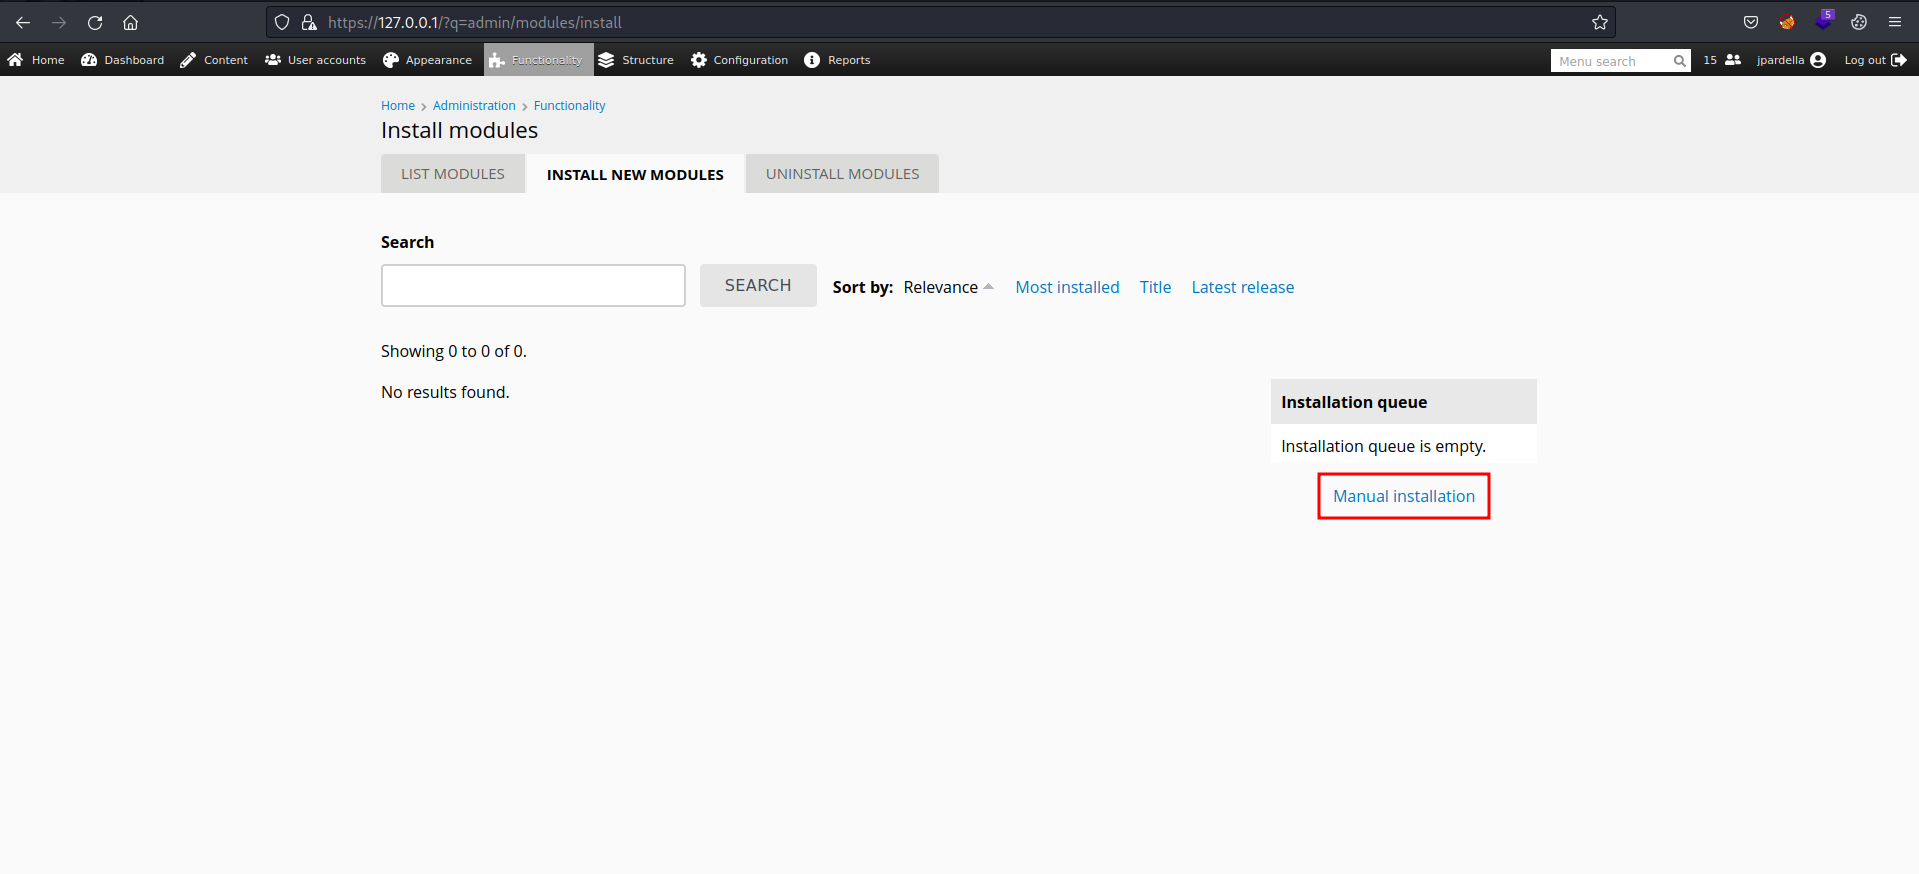 https://127.0.0.1/?q=admin/modules/install
5
Home Dashboard Content User accounts Appearance Functionality Structure Configuration Reports Menu search 15 jpardella Log out
Home › Administration › Functionality
Install modules
LIST MODULES INSTALL NEW MODULES UNINSTALL MODULES
Search
SEARCH Sort by: Relevance Most installed Title Latest release
Showing 0 to 0 of 0.
No results found.
Installation queue
Installation queue is empty.
Manual installation